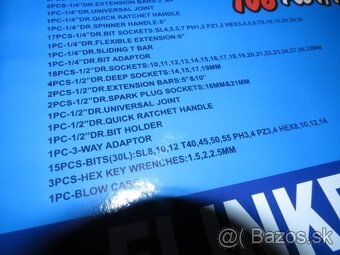 2PCS-1/4"DR.EXTENSION BARS:
1PC-1/4"DR.UNIVERSAL JOINT
1PC-1/4"DR.QUICK RATCHET HANDLE
1PC-1/4"DR.SPINNER HANDLE:6"
17PCS-1/4"DR.BIT SOCKETS:SL4,5.5,7 PH1,2 PZ1,2 HEX3,4,5,6
1PC-1/4"DR.FLEXIBLE EXTENSION:6"
1PC-1/4"DR.SLIDING T BAR
1PC-1/4"DR.BIT ADAPTOR
18PCS-1/2"DR.SOCKETS:10,11,12,13,14,15,16,17,18,19,20,21,22,23,24,27,30,32MM
4PCS-1/2"DR.DEEP SOCKETS:14,15,17,19MM
2PCS-1/2"DR.EXTENSION BARS:5"&10"
2PCS-1/2"DR.SPARK PLUG SOCKETS:16MM&21MM
1PC-1/2"DR.UNIVERSAL JOINT
1PC-1/2"DR.QUICK RATCHET HANDLE
1PC-1/2"DR.BIT HOLDER
1PC-3-WAY ADAPTOR
15PCS-BITS(30L):SL8,10,12 T40,45,50,55 PH3,4 PZ3,4 HEX8,10,12,14
3PCS-HEX KEY WRENCHES:1.5,2,2.5MM
1PC-BLOW CASE
Bazos.sk